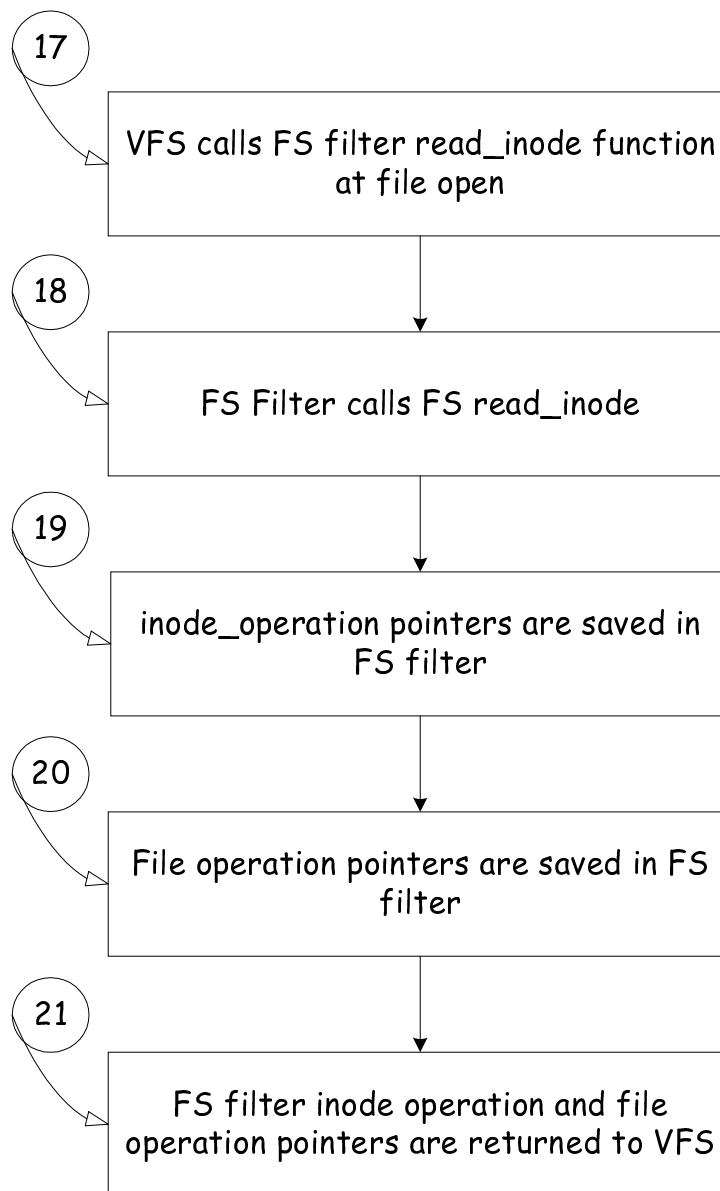 17
VFS calls FS filter read_inode function
at file open
18
FS Filter calls FS read_inode
19
inode_operation pointers are saved in
FS filter
20
File operation pointers are saved in FS
filter
21
FS filter inode operation and file
operation pointers are returned to VFS